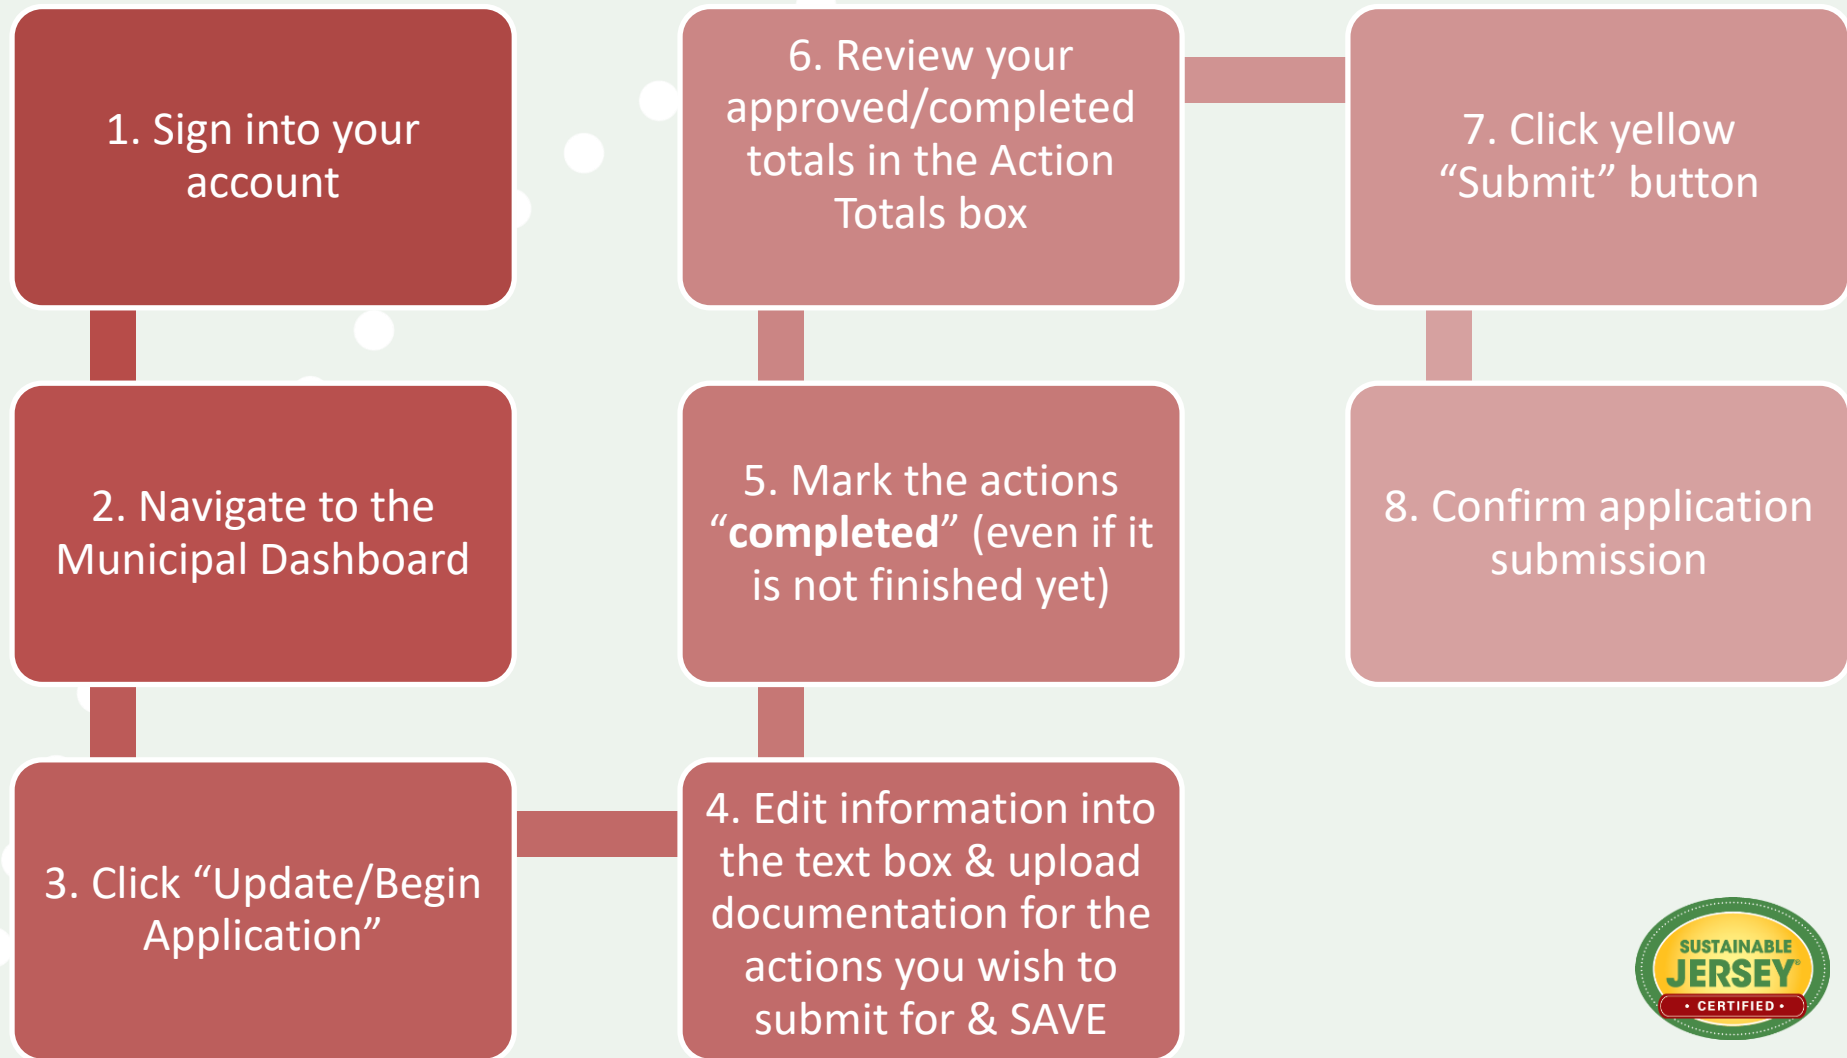 1. Sign into your
account
2. Navigate to the
Municipal Dashboard
3. Click “Update/Begin
Application”
4. Edit information into
the text box & upload
documentation for the
actions you wish to
submit for & SAVE
5. Mark the actions
“completed” (even if it
is not finished yet)
6. Review your
approved/completed
totals in the Action
Totals box
7. Click yellow
“Submit” button
8. Confirm application
submission
SUSTAINABLE
JERSEY®
• CERTIFIED •